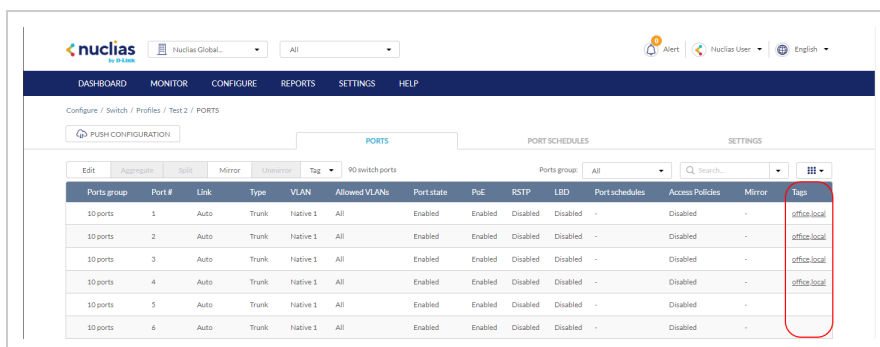 nuclias
by D-Link
Nuclias Global...
All
0
Alert
Nuclias User
English
DASHBOARD MONITOR CONFIGURE REPORTS SETTINGS HELP
Configure / Switch / Profiles / Test 2 / PORTS
PUSH CONFIGURATION
PORTS PORT SCHEDULES SETTINGS
Edit Aggregate Split Mirror Unmirror Tag 90 switch ports Ports group: All Search...
Ports group Port # Link Type VLAN Allowed VLANs Port state PoE RSTP LBD Port schedules Access Policies Mirror Tags
10 ports 1 Auto Trunk Native 1 All Enabled Enabled Disabled Disabled - Disabled - office,local
10 ports 2 Auto Trunk Native 1 All Enabled Enabled Disabled Disabled - Disabled - office,local
10 ports 3 Auto Trunk Native 1 All Enabled Enabled Disabled Disabled - Disabled - office,local
10 ports 4 Auto Trunk Native 1 All Enabled Enabled Disabled Disabled - Disabled - office,local
10 ports 5 Auto Trunk Native 1 All Enabled Enabled Disabled Disabled - Disabled -
10 ports 6 Auto Trunk Native 1 All Enabled Enabled Disabled Disabled - Disabled -